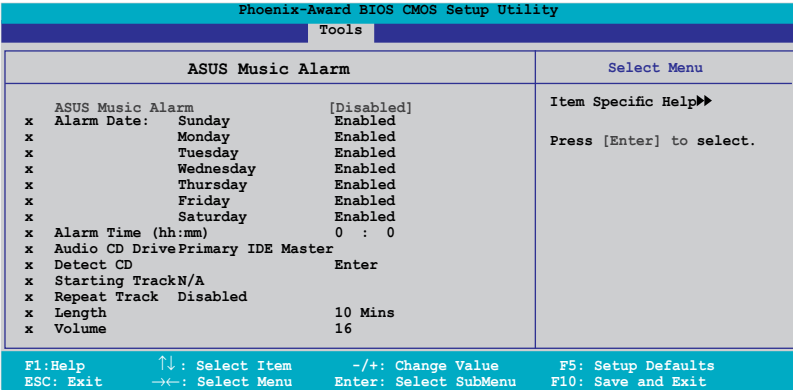 Phoenix-Award BIOS CMOS Setup Utility
Tools
ASUS Music Alarm
Select Menu
ASUS Music Alarm [Disabled]
x Alarm Date: Sunday Enabled
x Monday Enabled
x Tuesday Enabled
x Wednesday Enabled
x Thursday Enabled
x Friday Enabled
x Saturday Enabled
x Alarm Time (hh:mm) 0 : 0
x Audio CD Drive Primary IDE Master
x Detect CD Enter
x Starting Track N/A
x Repeat Track Disabled
x Length 10 Mins
x Volume 16
Item Specific Help▶▶
Press [Enter] to select.
F1:Help ↑↓: Select Item -/+: Change Value F5: Setup Defaults
ESC: Exit →←: Select Menu Enter: Select SubMenu F10: Save and Exit